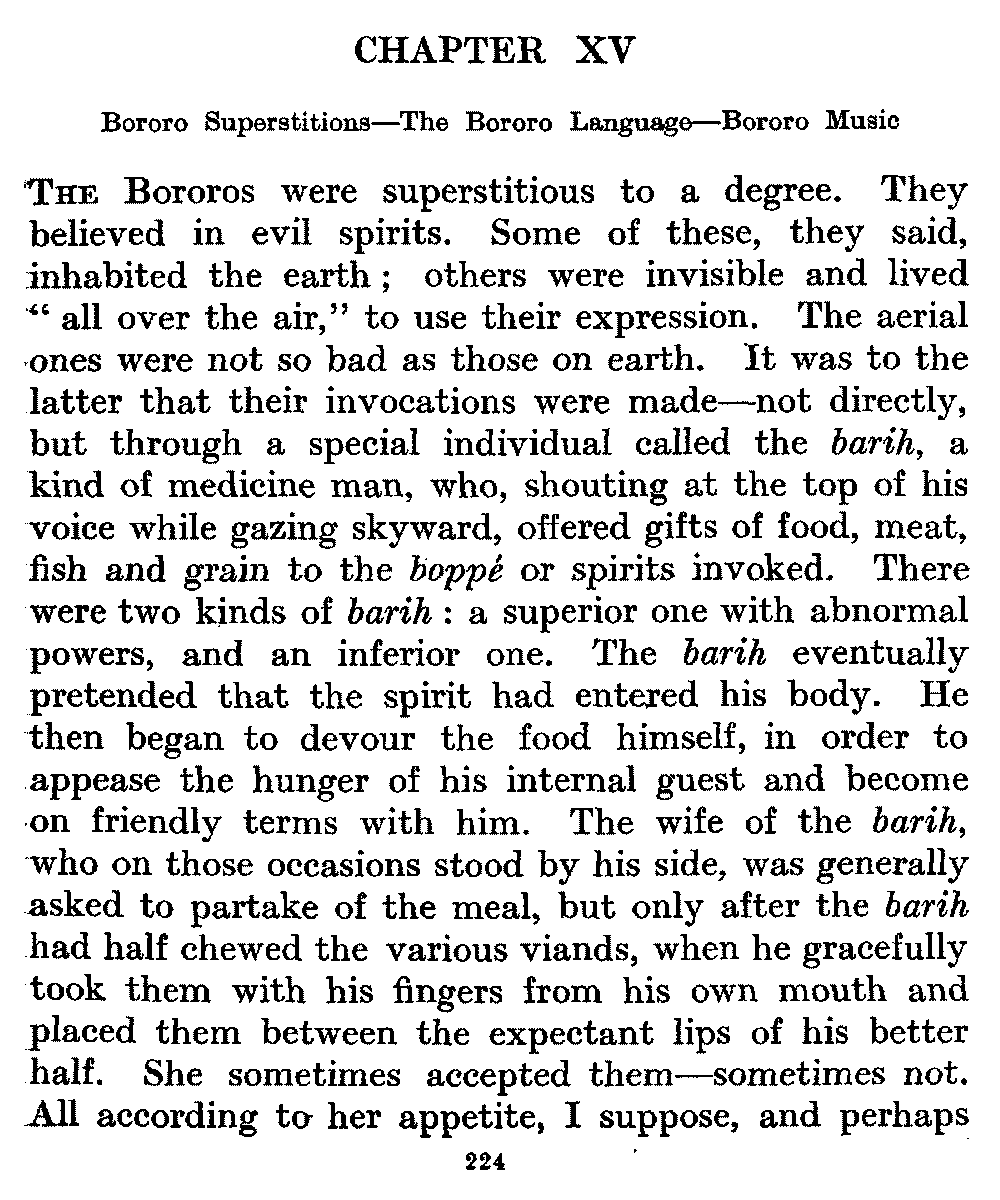 CHAPTER XV
Bororo Superstitions—The Bororo Language—Bororo Music
THE Bororos were superstitious to a degree. They
believed in evil spirits. Some of these, they said,
inhabited the earth ; others were invisible and lived
“ all over the air,” to use their expression. The aerial
ones were not so bad as those on earth. It was to the
latter that their invocations were made—not directly,
but through a special individual called the barih, a
kind of medicine man, who, shouting at the top of his
voice while gazing skyward, offered gifts of food, meat,
fish and grain to the boppé or spirits invoked. There
were two kinds of barih : a superior one with abnormal
powers, and an inferior one. The barih eventually
pretended that the spirit had entered his body. He
then began to devour the food himself, in order to
appease the hunger of his internal guest and become
on friendly terms with him. The wife of the barih,
who on those occasions stood by his side, was generally
asked to partake of the meal, but only after the barih
had half chewed the various viands, when he gracefully
took them with his fingers from his own mouth and
placed them between the expectant lips of his better
half. She sometimes accepted them—sometimes not.
All according to her appetite, I suppose, and perhaps
224